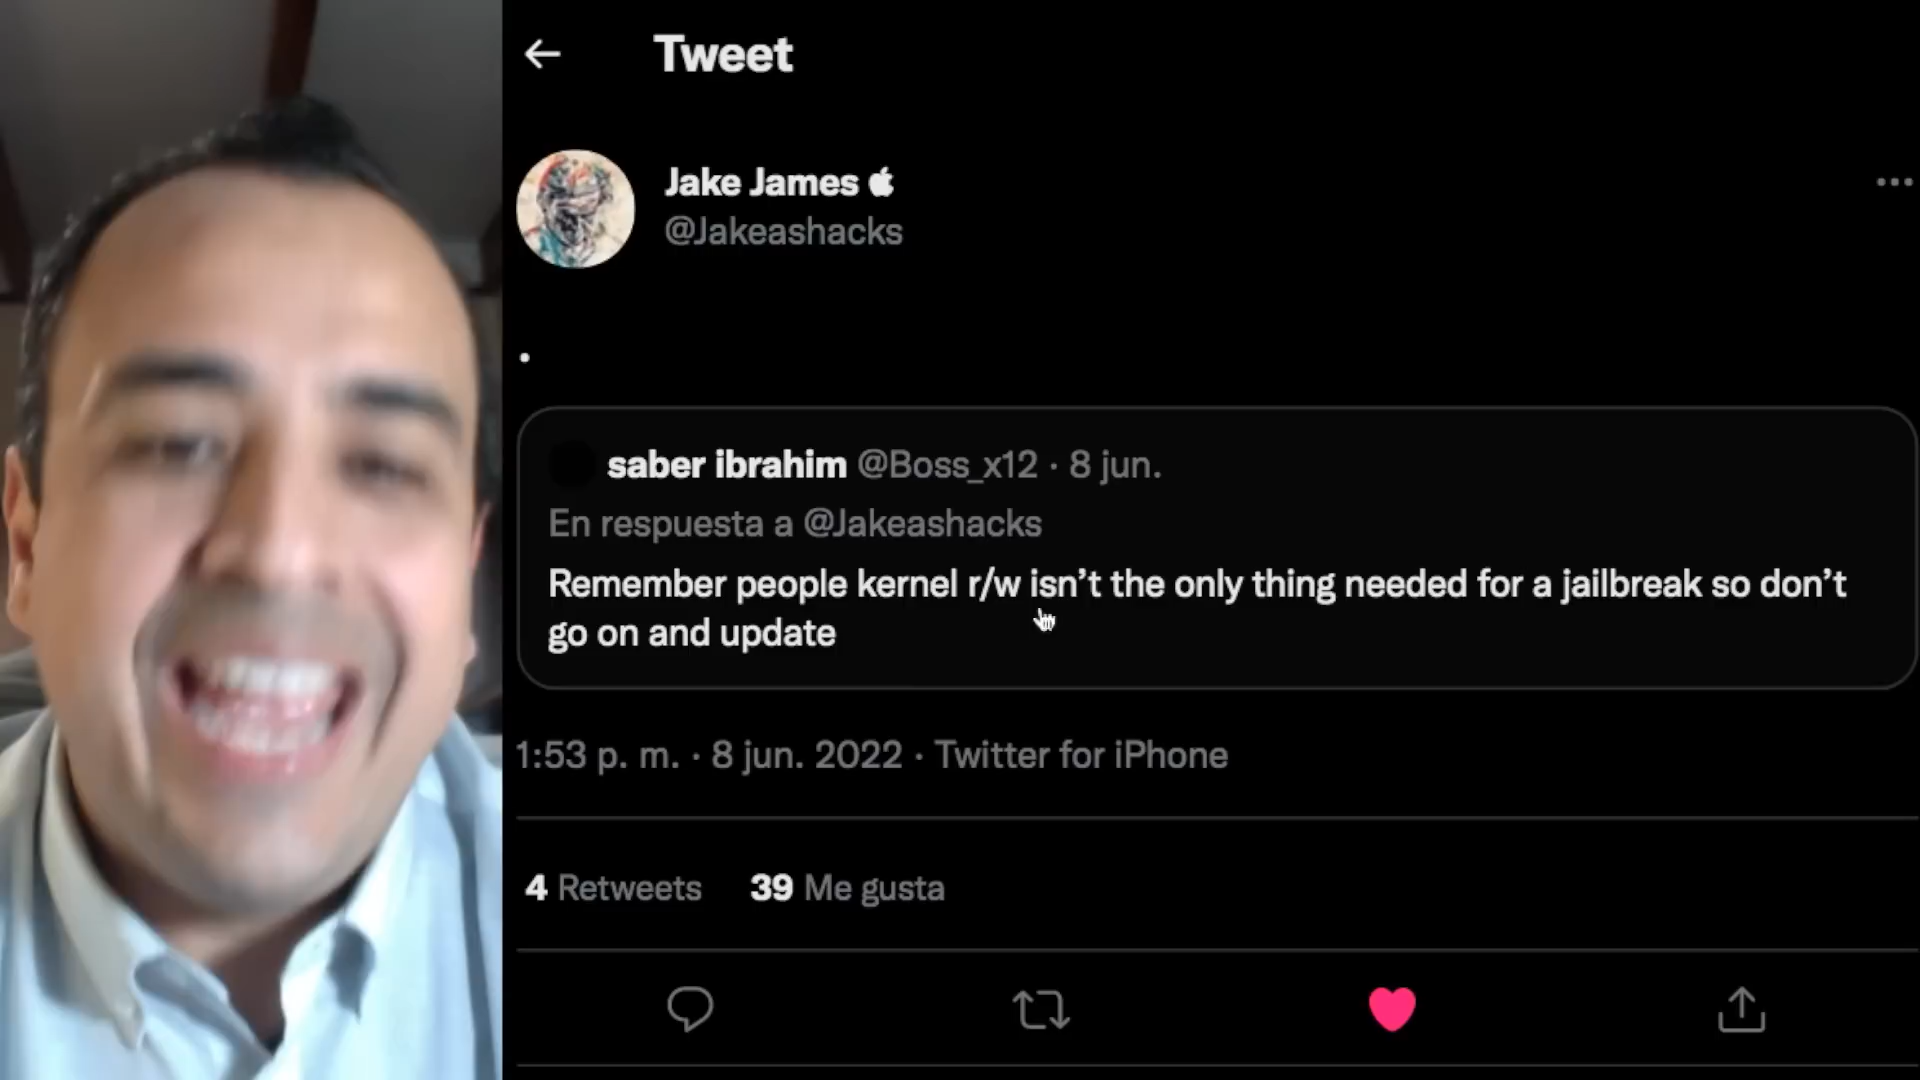 Tweet
Jake James
@Jakeashacks
.
saber ibrahim @Boss_x12 · 8 jun.
En respuesta a @Jakeashacks
Remember people kernel r/w isn’t the only thing needed for a jailbreak so don’t
go on and update
1:53 p. m. · 8 jun. 2022 · Twitter for iPhone
4 Retweets 39 Me gusta